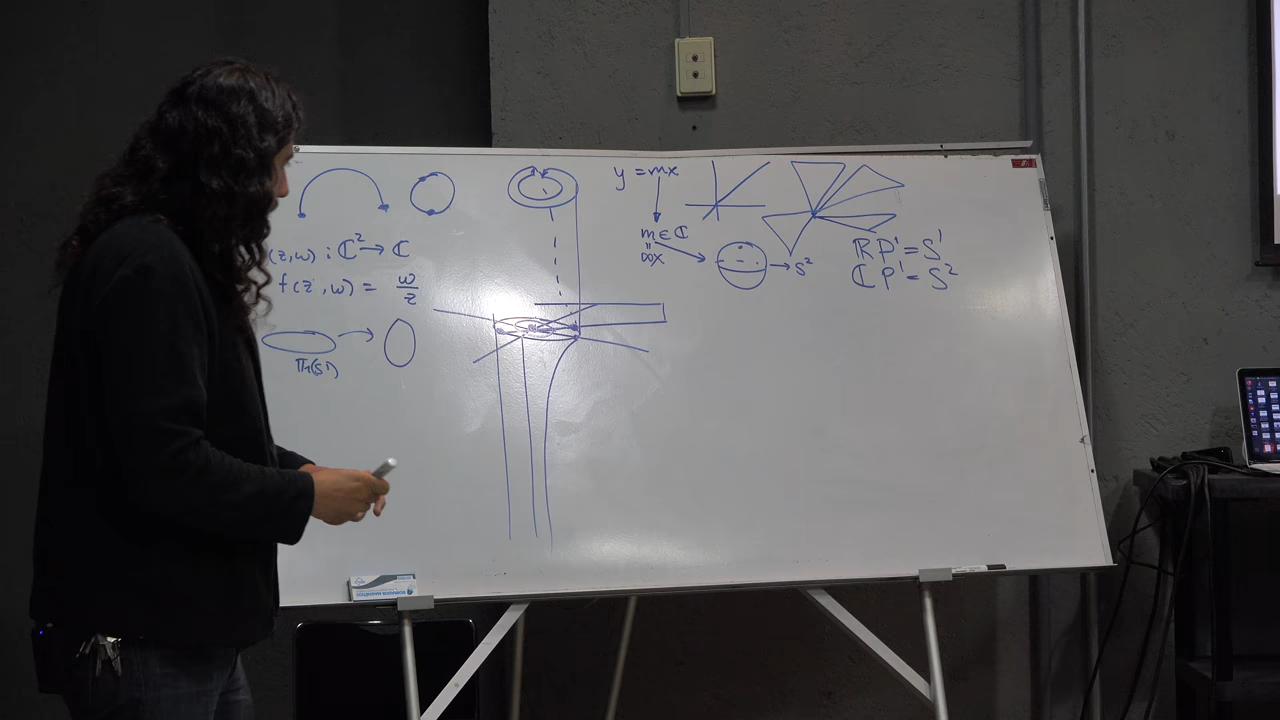 (z,w) : ℂ² → ℂ
f(z,w) = w/z
π₁(S¹)
y = mx
m ∈ ℂ
→ S²
ℝP¹ = S¹
ℂP¹ = S²